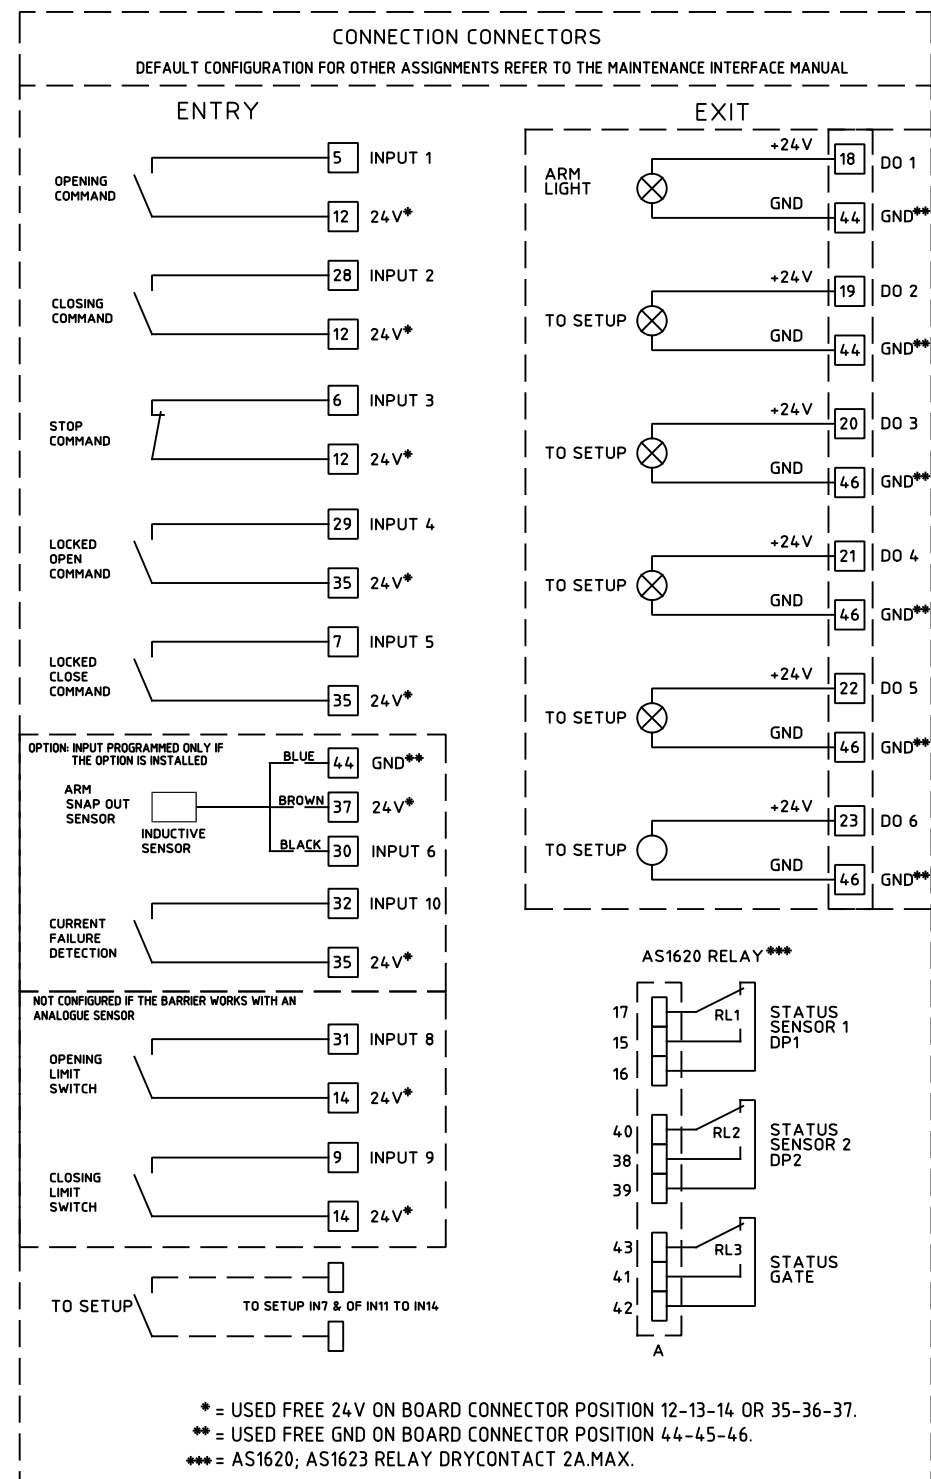 CONNECTION CONNECTORS
DEFAULT CONFIGURATION FOR OTHER ASSIGNMENTS REFER TO THE MAINTENANCE INTERFACE MANUAL
ENTRY
OPENING
COMMAND
5 INPUT 1
12 24V*
CLOSING
COMMAND
28 INPUT 2
12 24V*
STOP
COMMAND
6 INPUT 3
12 24V*
LOCKED
OPEN
COMMAND
29 INPUT 4
35 24V*
LOCKED
CLOSE
COMMAND
7 INPUT 5
35 24V*
OPTION: INPUT PROGRAMMED ONLY IF
THE OPTION IS INSTALLED
ARM
SNAP OUT
SENSOR
INDUCTIVE
SENSOR
BLUE 44 GND**
BROWN 37 24V*
BLACK 30 INPUT 6
CURRENT
FAILURE
DETECTION
32 INPUT 10
35 24V*
NOT CONFIGURED IF THE BARRIER WORKS WITH AN
ANALOGUE SENSOR
OPENING
LIMIT
SWITCH
31 INPUT 8
14 24V*
CLOSING
LIMIT
SWITCH
9 INPUT 9
14 24V*
TO SETUP
TO SETUP IN7 & OF IN11 TO IN14
EXIT
ARM
LIGHT
+24V 18 DO 1
GND 44 GND**
TO SETUP
+24V 19 DO 2
GND 44 GND**
TO SETUP
+24V 20 DO 3
GND 46 GND**
TO SETUP
+24V 21 DO 4
GND 46 GND**
TO SETUP
+24V 22 DO 5
GND 46 GND**
TO SETUP
+24V 23 DO 6
GND 46 GND**
AS1620 RELAY***
17
15
16
RL1
STATUS
SENSOR 1
DP1
40
38
39
RL2
STATUS
SENSOR 2
DP2
43
41
42
RL3
STATUS
GATE
A
* = USED FREE 24V ON BOARD CONNECTOR POSITION 12-13-14 OR 35-36-37.
** = USED FREE GND ON BOARD CONNECTOR POSITION 44-45-46.
*** = AS1620; AS1623 RELAY DRYCONTACT 2A.MAX.